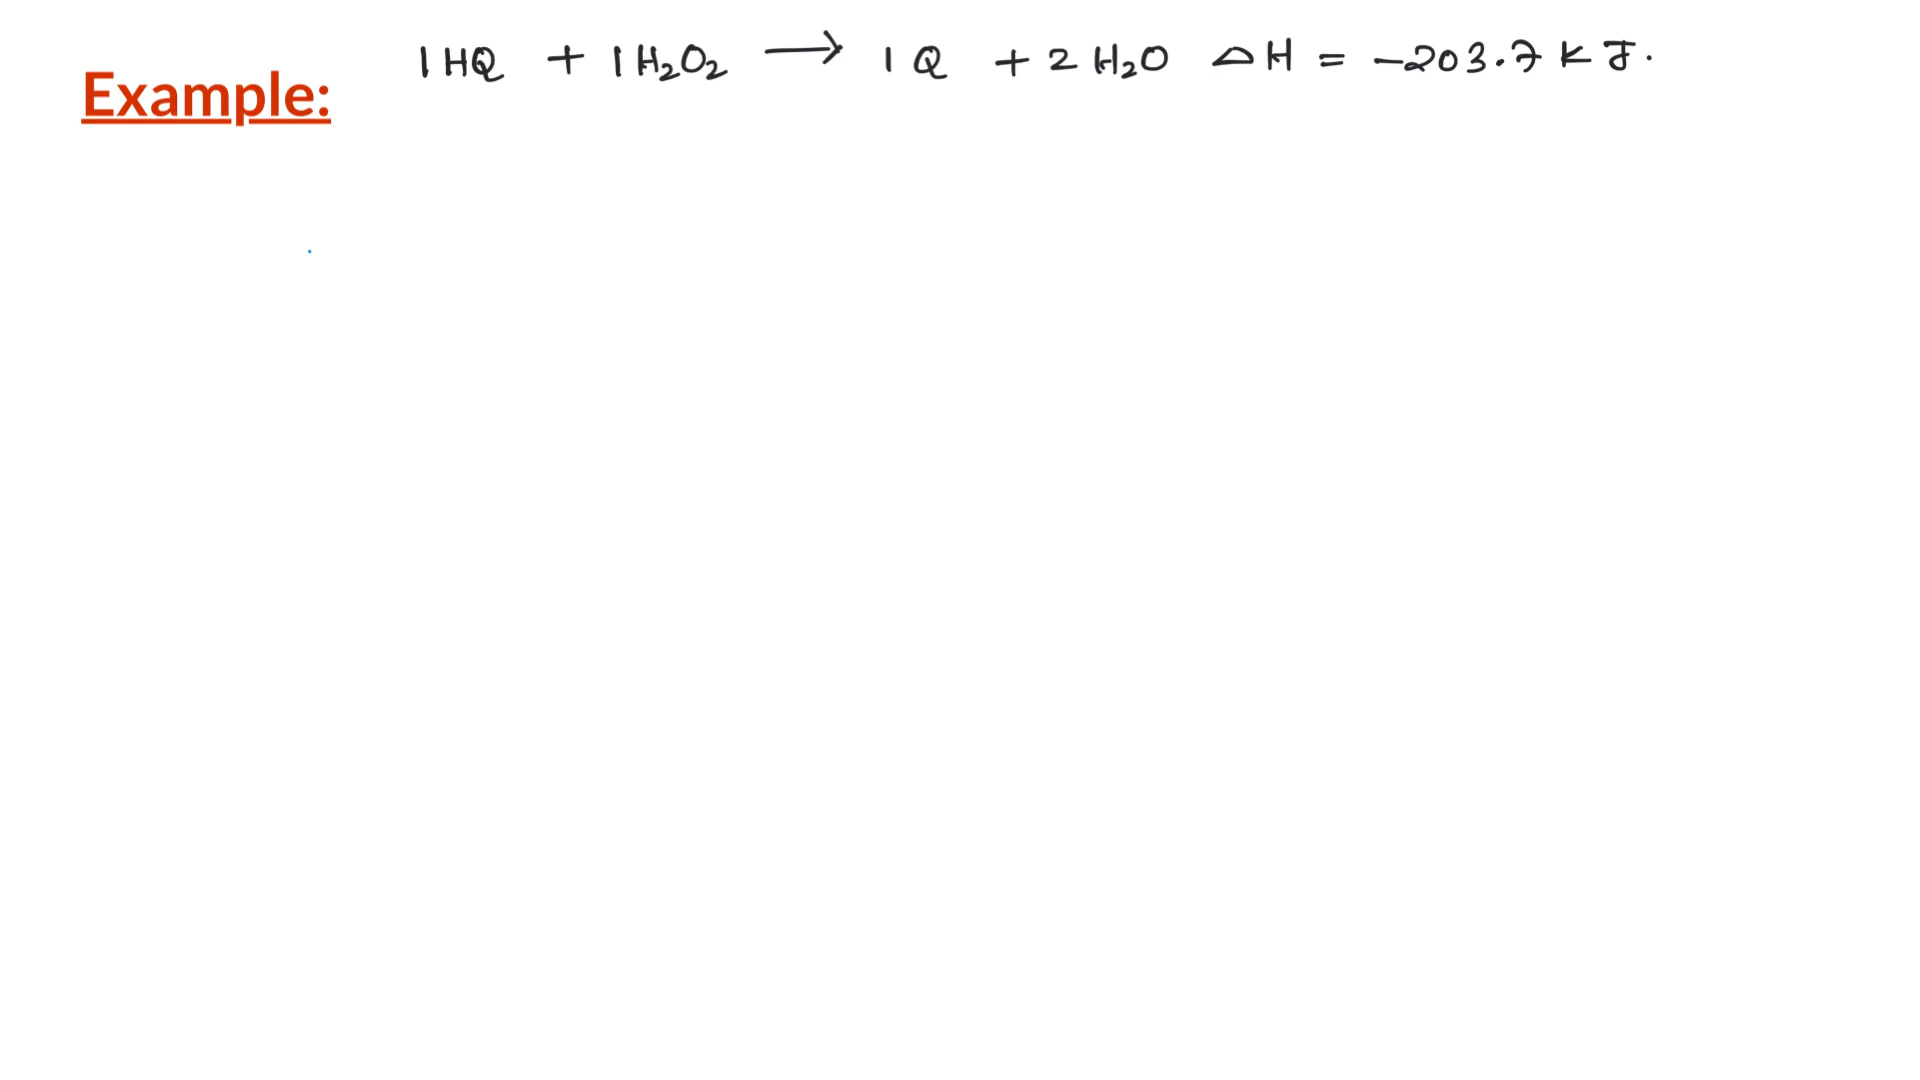 1 HQ + 1 H₂O₂ ⟶ 1 Q + 2 H₂O ΔH = -203.7 KJ.
Example: